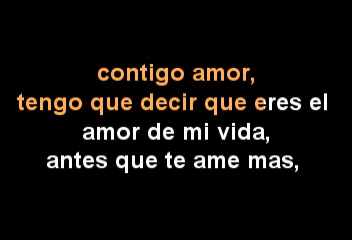 contigo amor,
tengo que decir que eres el
amor de mi vida,
antes que te ame mas,